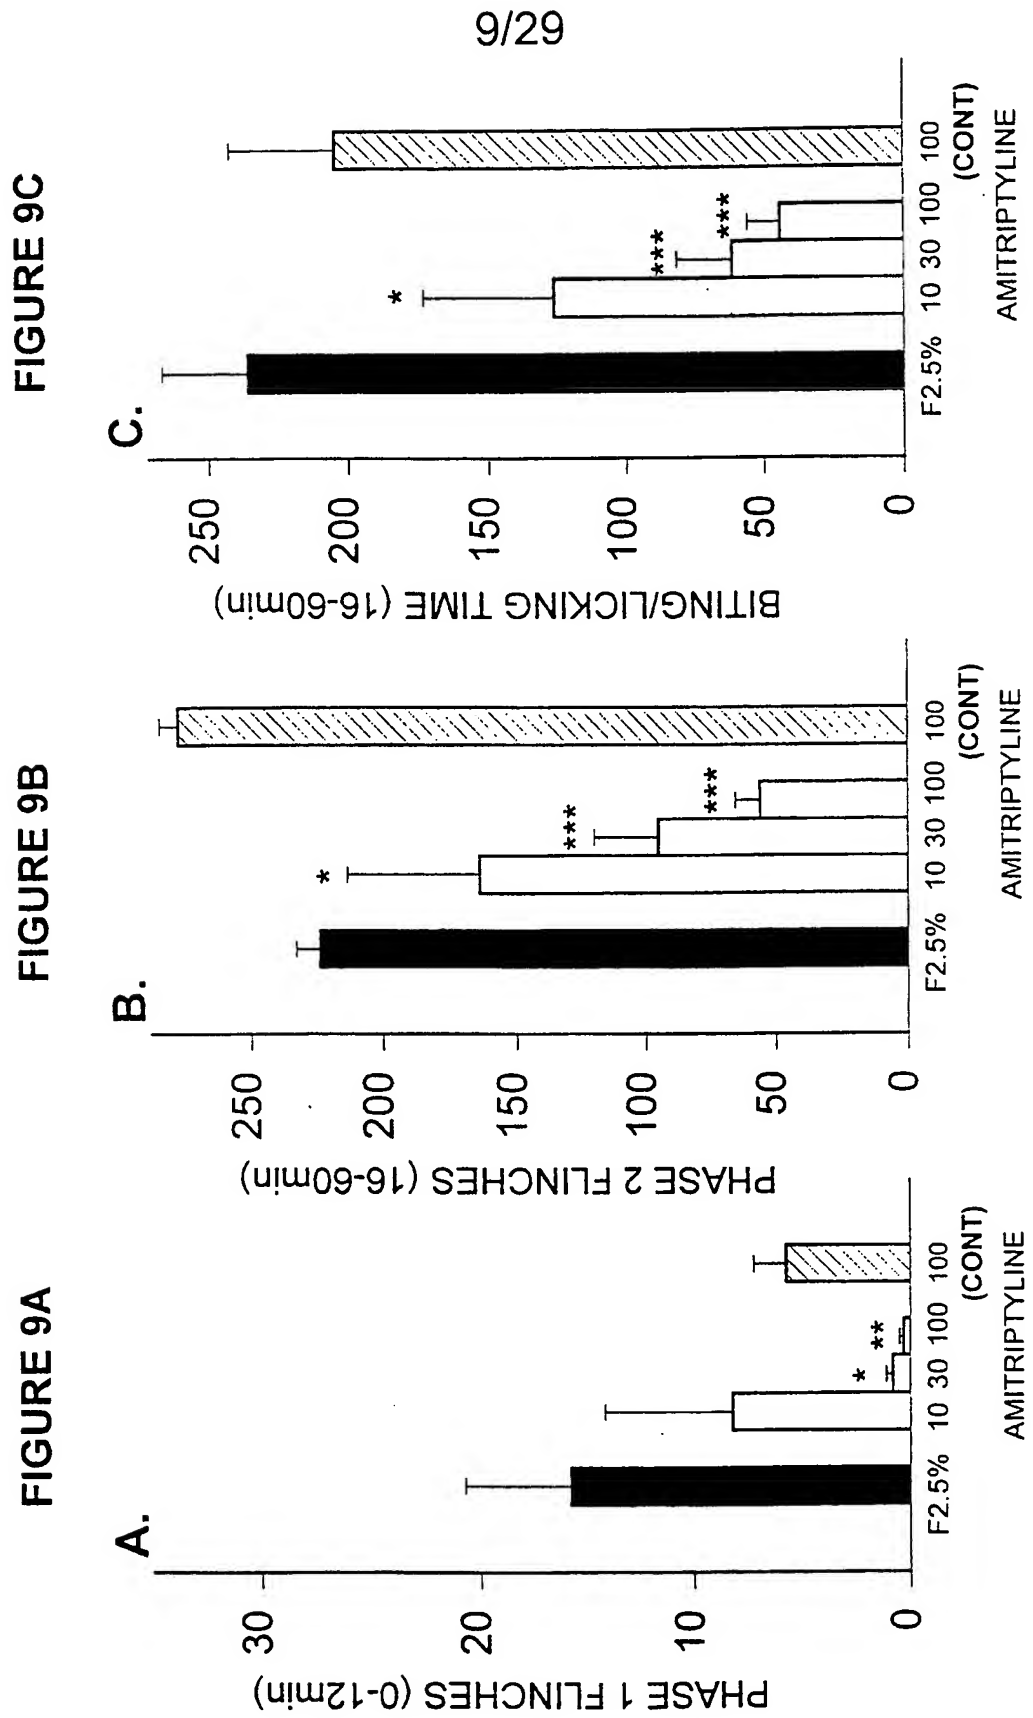 9/29
FIGURE 9A
A.
PHASE 1 FLINCHES (0-12min)
30
20
10
0
*
**
F2.5% 10 30 100 100
(CONT)
AMITRIPTYLINE
FIGURE 9B
B.
PHASE 2 FLINCHES (16-60min)
250
200
150
100
50
0
*
***
***
F2.5% 10 30 100 100
(CONT)
AMITRIPTYLINE
FIGURE 9C
C.
BITING/LICKING TIME (16-60min)
250
200
150
100
50
0
*
***
***
F2.5% 10 30 100 100
(CONT)
AMITRIPTYLINE